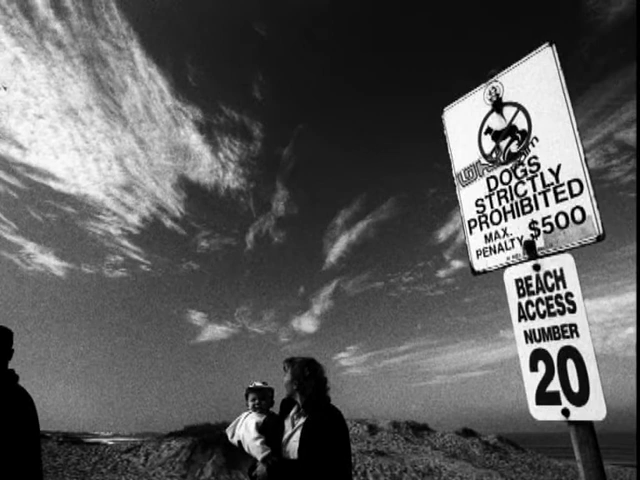 DOGS
STRICTLY
PROHIBITED
MAX.
PENALTY $500
BEACH
ACCESS
NUMBER
20